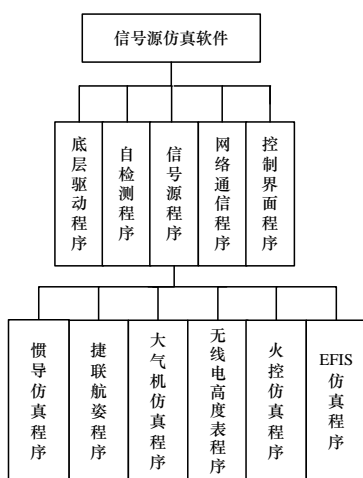 信号源仿真软件
底层驱动程序
自检测程序
信号源程序
网络通信程序
控制界面程序
惯导仿真程序
捷联航姿程序
大气机仿真程序
无线电高度表程序
火控仿真程序
EFIS仿真程序